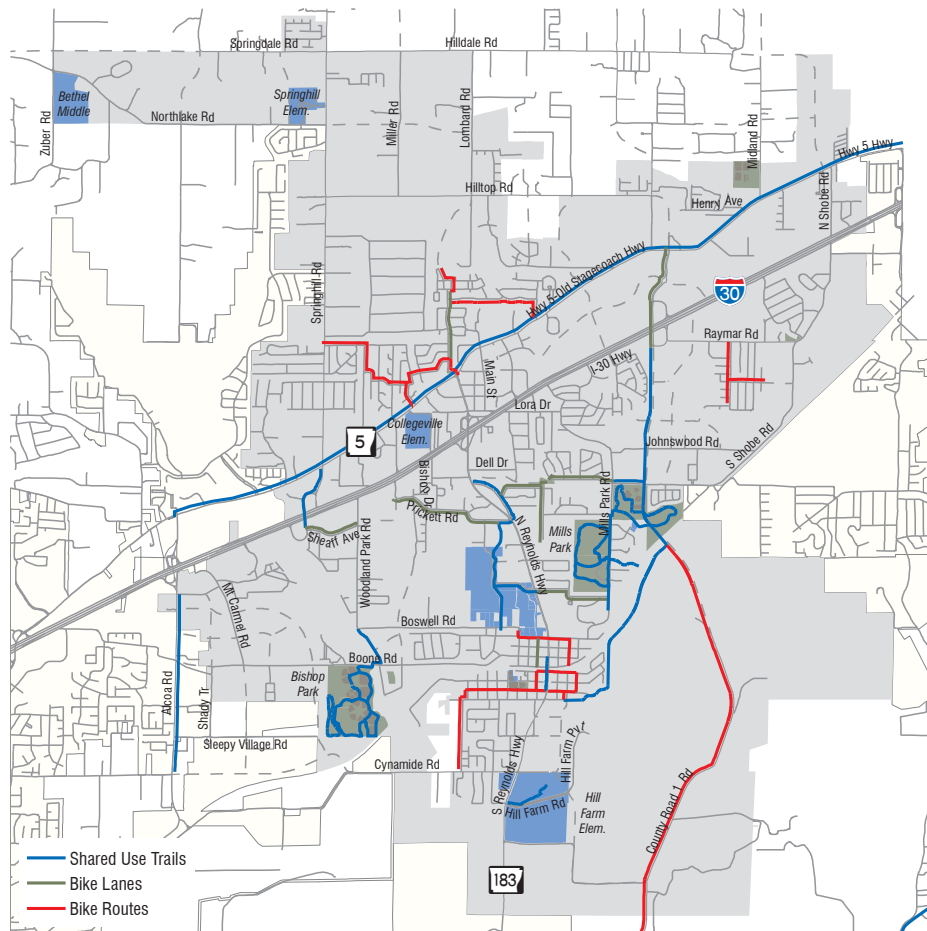 Springdale Rd
Hilldale Rd
Bethel
Middle
Springhill
Elem.
Zuber Rd
Northlake Rd
Miller Rd
Lombard Rd
Midland Rd
Hwy 5 Hwy
Hilltop Rd
Henry Ave
N Shobe Rd
Springhill Rd
Hwy 5-Old Stagecoach Hwy
30
Raymar Rd
I-30 Hwy
Main St
Lora Dr
Collegeville
Elem.
5
Johnswood Rd
S Shobe Rd
Dell Dr
Bishop Dr
Mills Park Rd
Prickett Rd
N Reynolds Hwy
Mills
Park
Sheaff Ave
Woodland Park Rd
Mt Carmel Rd
Boswell Rd
Boone Rd
Bishop
Park
Alcoa Rd
Shady Tr
Sleepy Village Rd
Cynamide Rd
S Reynolds Hwy
Hill Farm Pvt
Hill Farm Rd
Hill
Farm
Elem.
County Road 1 Rd
183
Shared Use Trails
Bike Lanes
Bike Routes